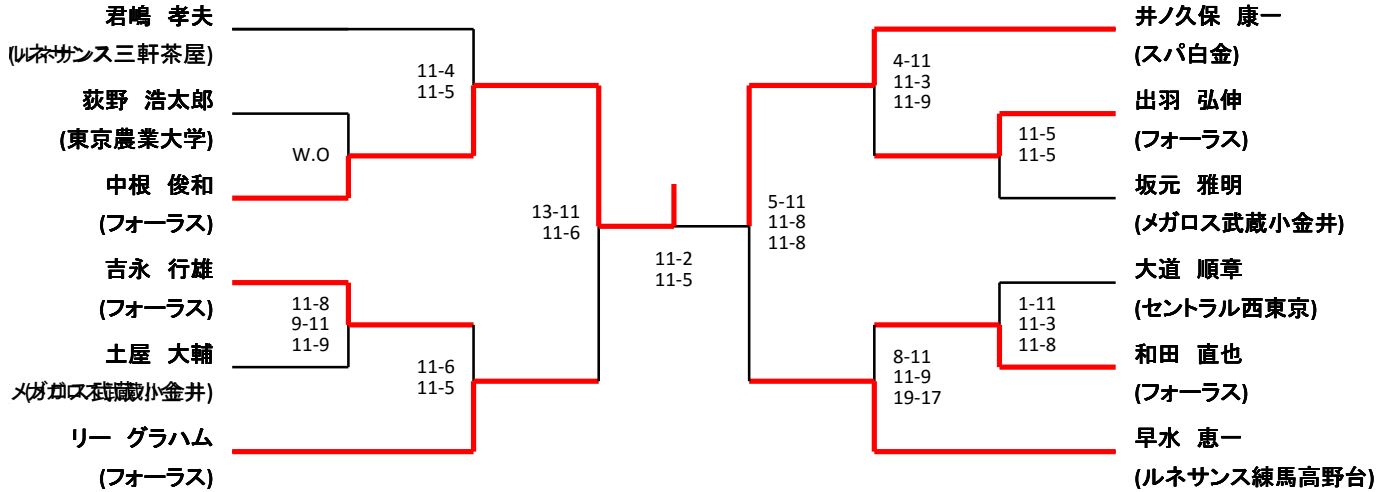 君嶋 孝夫
(ルネサンス三軒茶屋)
荻野 浩太郎
(東京農業大学)
中根 俊和
(フォーラス)
吉永 行雄
(フォーラス)
土屋 大輔
(メガロス武蔵小金井)
リー グラハム
(フォーラス)
11-4
11-5
W.O
11-8
9-11
11-9
11-6
11-5
13-11
11-6
11-2
11-5
5-11
11-8
11-8
4-11
11-3
11-9
11-5
11-5
1-11
11-3
11-8
8-11
11-9
19-17
井ノ久保 康一
(スパ白金)
出羽 弘伸
(フォーラス)
坂元 雅明
(メガロス武蔵小金井)
大道 順章
(セントラル西東京)
和田 直也
(フォーラス)
早水 恵一
(ルネサンス練馬高野台)